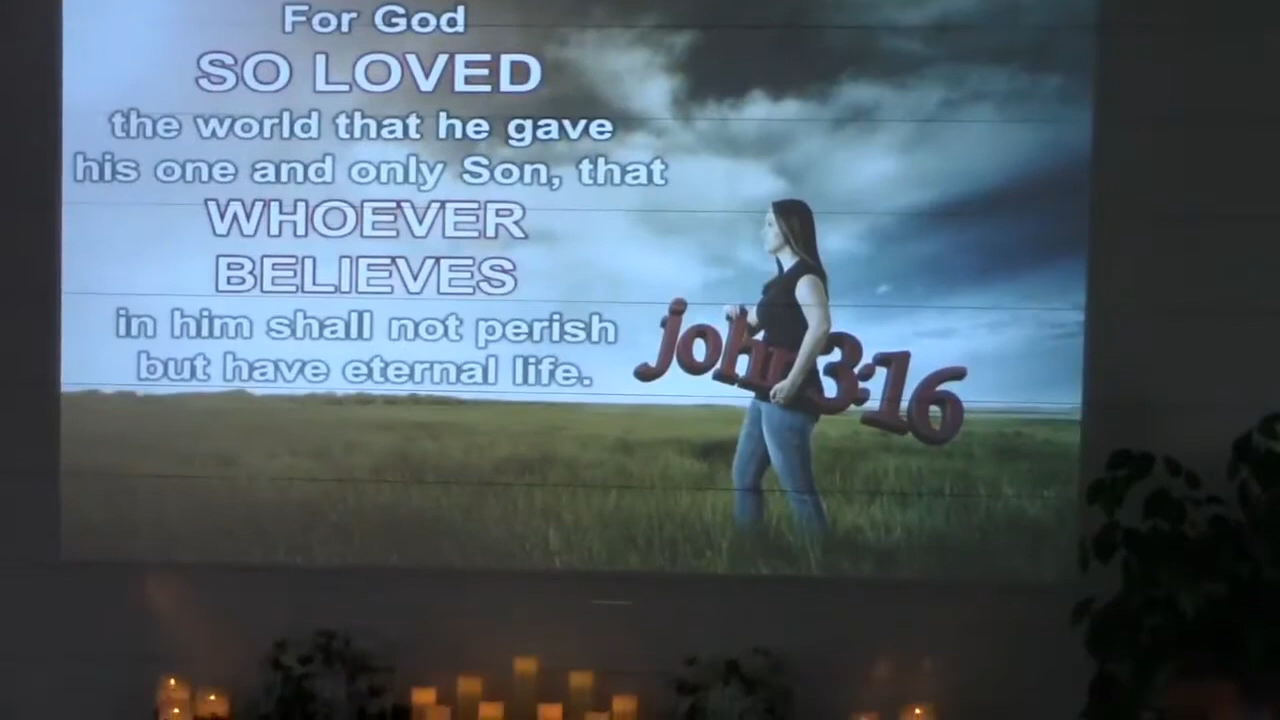 For God
SO LOVED
the world that he gave
his one and only Son, that
WHOEVER
BELIEVES
in him shall not perish
but have eternal life.
john 3:16